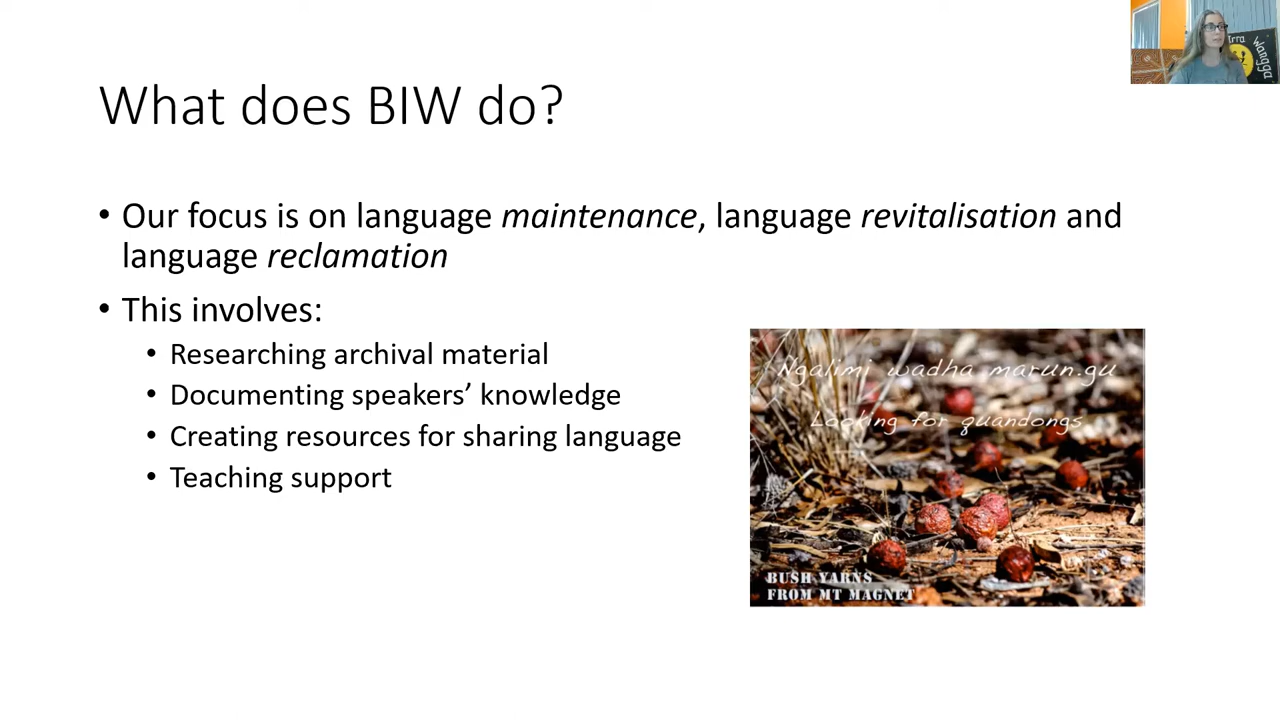 What does BIW do?
• Our focus is on language maintenance, language revitalisation and
language reclamation
• This involves:
• Researching archival material
• Documenting speakers’ knowledge
• Creating resources for sharing language
• Teaching support
Ngalimi wadha marun.gu
Looking for quandongs
BUSH YARNS
FROM MT MAGNET
Wangga